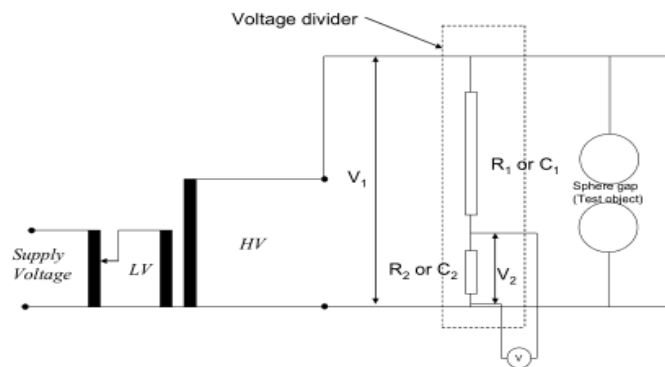 Voltage divider
V1
R1 or C1
Sphere gap
(Test object)
HV
Supply
Voltage
LV
R2 or C2
V2
V